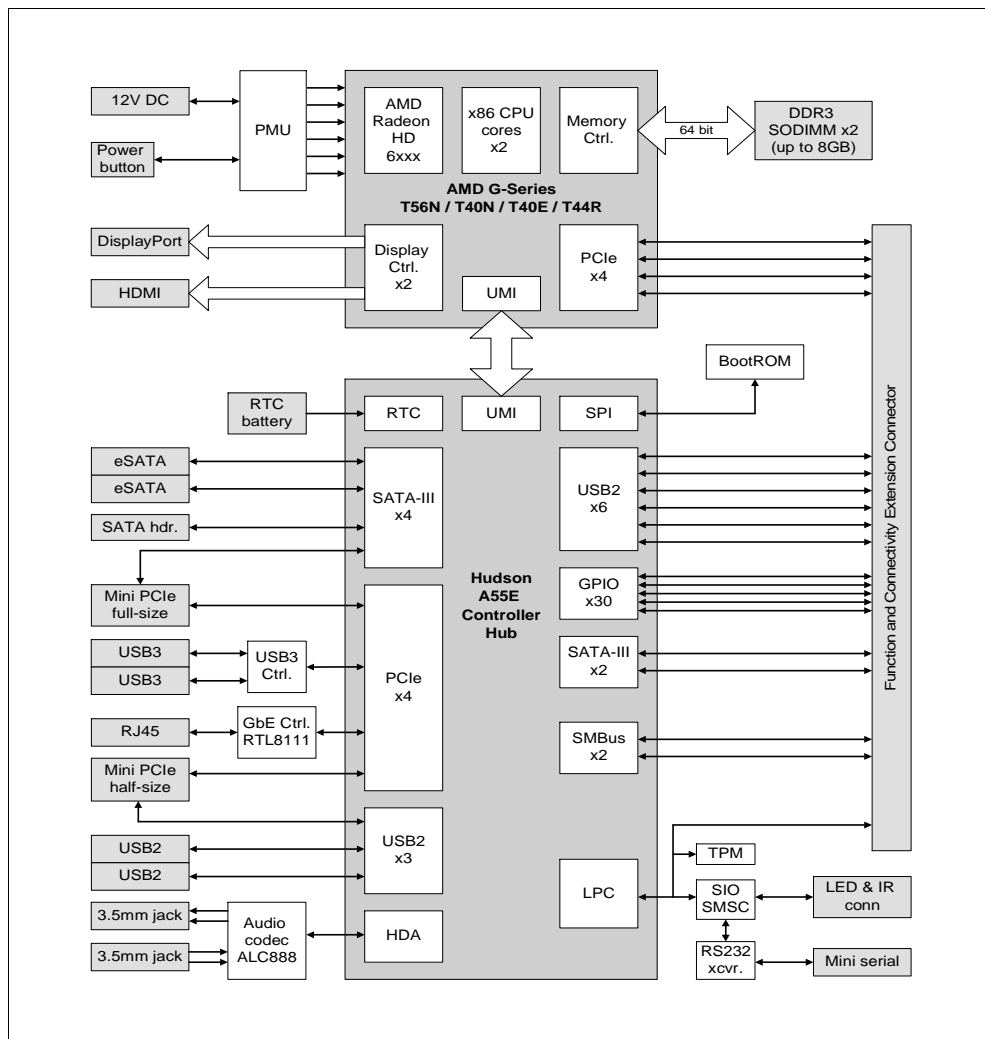 12V DC
Power
button
PMU
AMD
Radeon
HD
6xxx
x86 CPU
cores
x2
Memory
Ctrl.
64 bit
DDR3
SODIMM x2
(up to 8GB)
AMD G-Series
T56N / T40N / T40E / T44R
DisplayPort
HDMI
Display
Ctrl.
x2
UMI
PCIe
x4
BootROM
RTC
battery
RTC
UMI
SPI
eSATA
eSATA
SATA hdr.
SATA-III
x4
USB2
x6
Function and Connectivity Extension Connector
Mini PCIe
full-size
Hudson
A55E
Controller
Hub
GPIO
x30
USB3
USB3
USB3
Ctrl.
PCIe
x4
SATA-III
x2
RJ45
GbE Ctrl.
RTL8111
SMBus
x2
Mini PCIe
half-size
USB2
USB2
USB2
x3
LPC
TPM
SIO
SMSC
LED & IR
conn
3.5mm jack
3.5mm jack
Audio
codec
ALC888
HDA
RS232
xcvr.
Mini serial